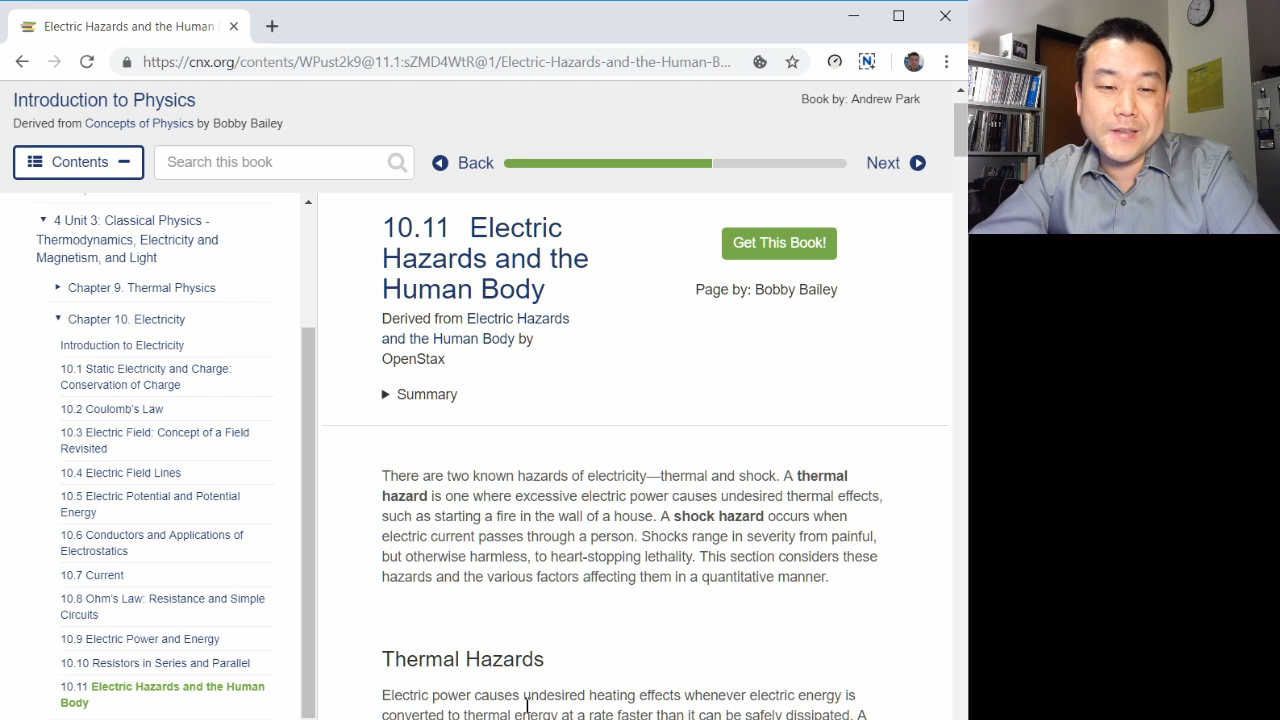 Electric Hazards and the Human
https://cnx.org/contents/WPust2k9@11.1:sZMD4WtR@1/Electric-Hazards-and-the-Human-B...
Introduction to Physics
Book by: Andrew Park
Derived from Concepts of Physics by Bobby Bailey
Contents
Search this book
Back
Next
4 Unit 3: Classical Physics -
Thermodynamics, Electricity and
Magnetism, and Light
Chapter 9. Thermal Physics
Chapter 10. Electricity
Introduction to Electricity
10.1 Static Electricity and Charge:
Conservation of Charge
10.2 Coulomb's Law
10.3 Electric Field: Concept of a Field
Revisited
10.4 Electric Field Lines
10.5 Electric Potential and Potential
Energy
10.6 Conductors and Applications of
Electrostatics
10.7 Current
10.8 Ohm's Law: Resistance and Simple
Circuits
10.9 Electric Power and Energy
10.10 Resistors in Series and Parallel
10.11 Electric Hazards and the Human
Body
10.11 Electric
Hazards and the
Human Body
Get This Book!
Page by: Bobby Bailey
Derived from Electric Hazards
and the Human Body by
OpenStax
Summary
There are two known hazards of electricity—thermal and shock. A thermal
hazard is one where excessive electric power causes undesired thermal effects,
such as starting a fire in the wall of a house. A shock hazard occurs when
electric current passes through a person. Shocks range in severity from painful,
but otherwise harmless, to heart-stopping lethality. This section considers these
hazards and the various factors affecting them in a quantitative manner.
Thermal Hazards
Electric power causes undesired heating effects whenever electric energy is
converted to thermal energy at a rate faster than it can be safely dissipated. A